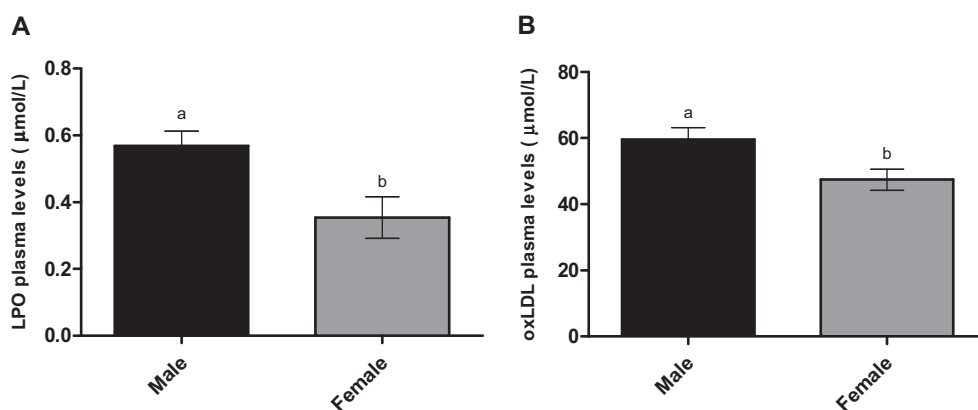 A
LPO plasma levels ( μmol/L)
0.8
0.6
0.4
0.2
0.0
a
b
Male
Female
B
oxLDL plasma levels ( μmol/L)
80
60
40
20
0
a
b
Male
Female